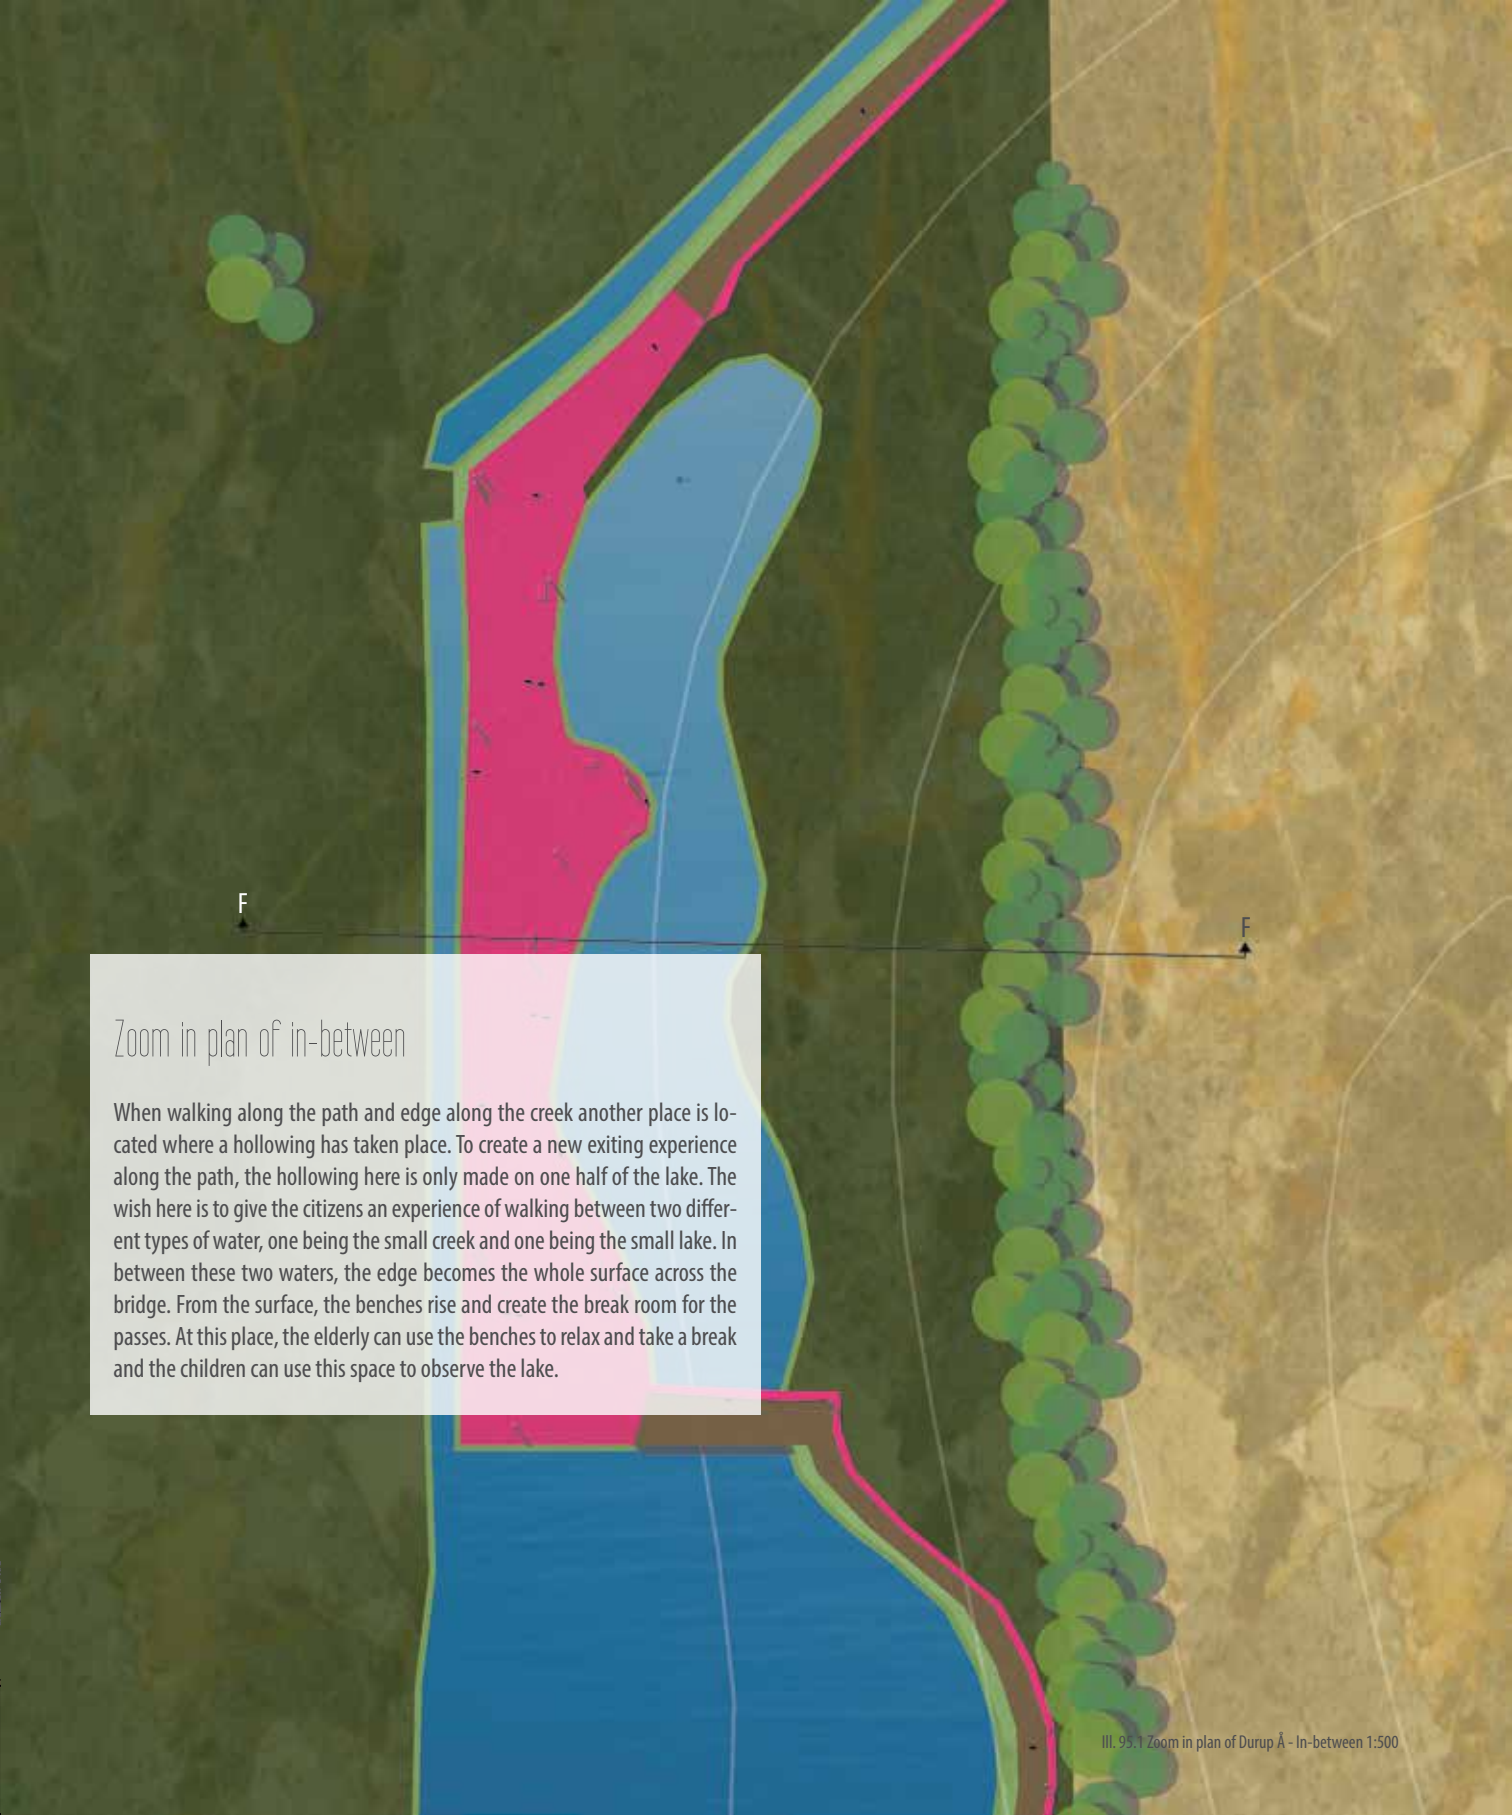 F
F
Zoom in plan of in-between
When walking along the path and edge along the creek another place is lo-
cated where a hollowing has taken place. To create a new exiting experience
along the path, the hollowing here is only made on one half of the lake. The
wish here is to give the citizens an experience of walking between two differ-
ent types of water, one being the small creek and one being the small lake. In
between these two waters, the edge becomes the whole surface across the
bridge. From the surface, the benches rise and create the break room for the
passes. At this place, the elderly can use the benches to relax and take a break
and the children can use this space to observe the lake.
Ill. 95.1 Zoom in plan of Durup Å - In-between 1:500